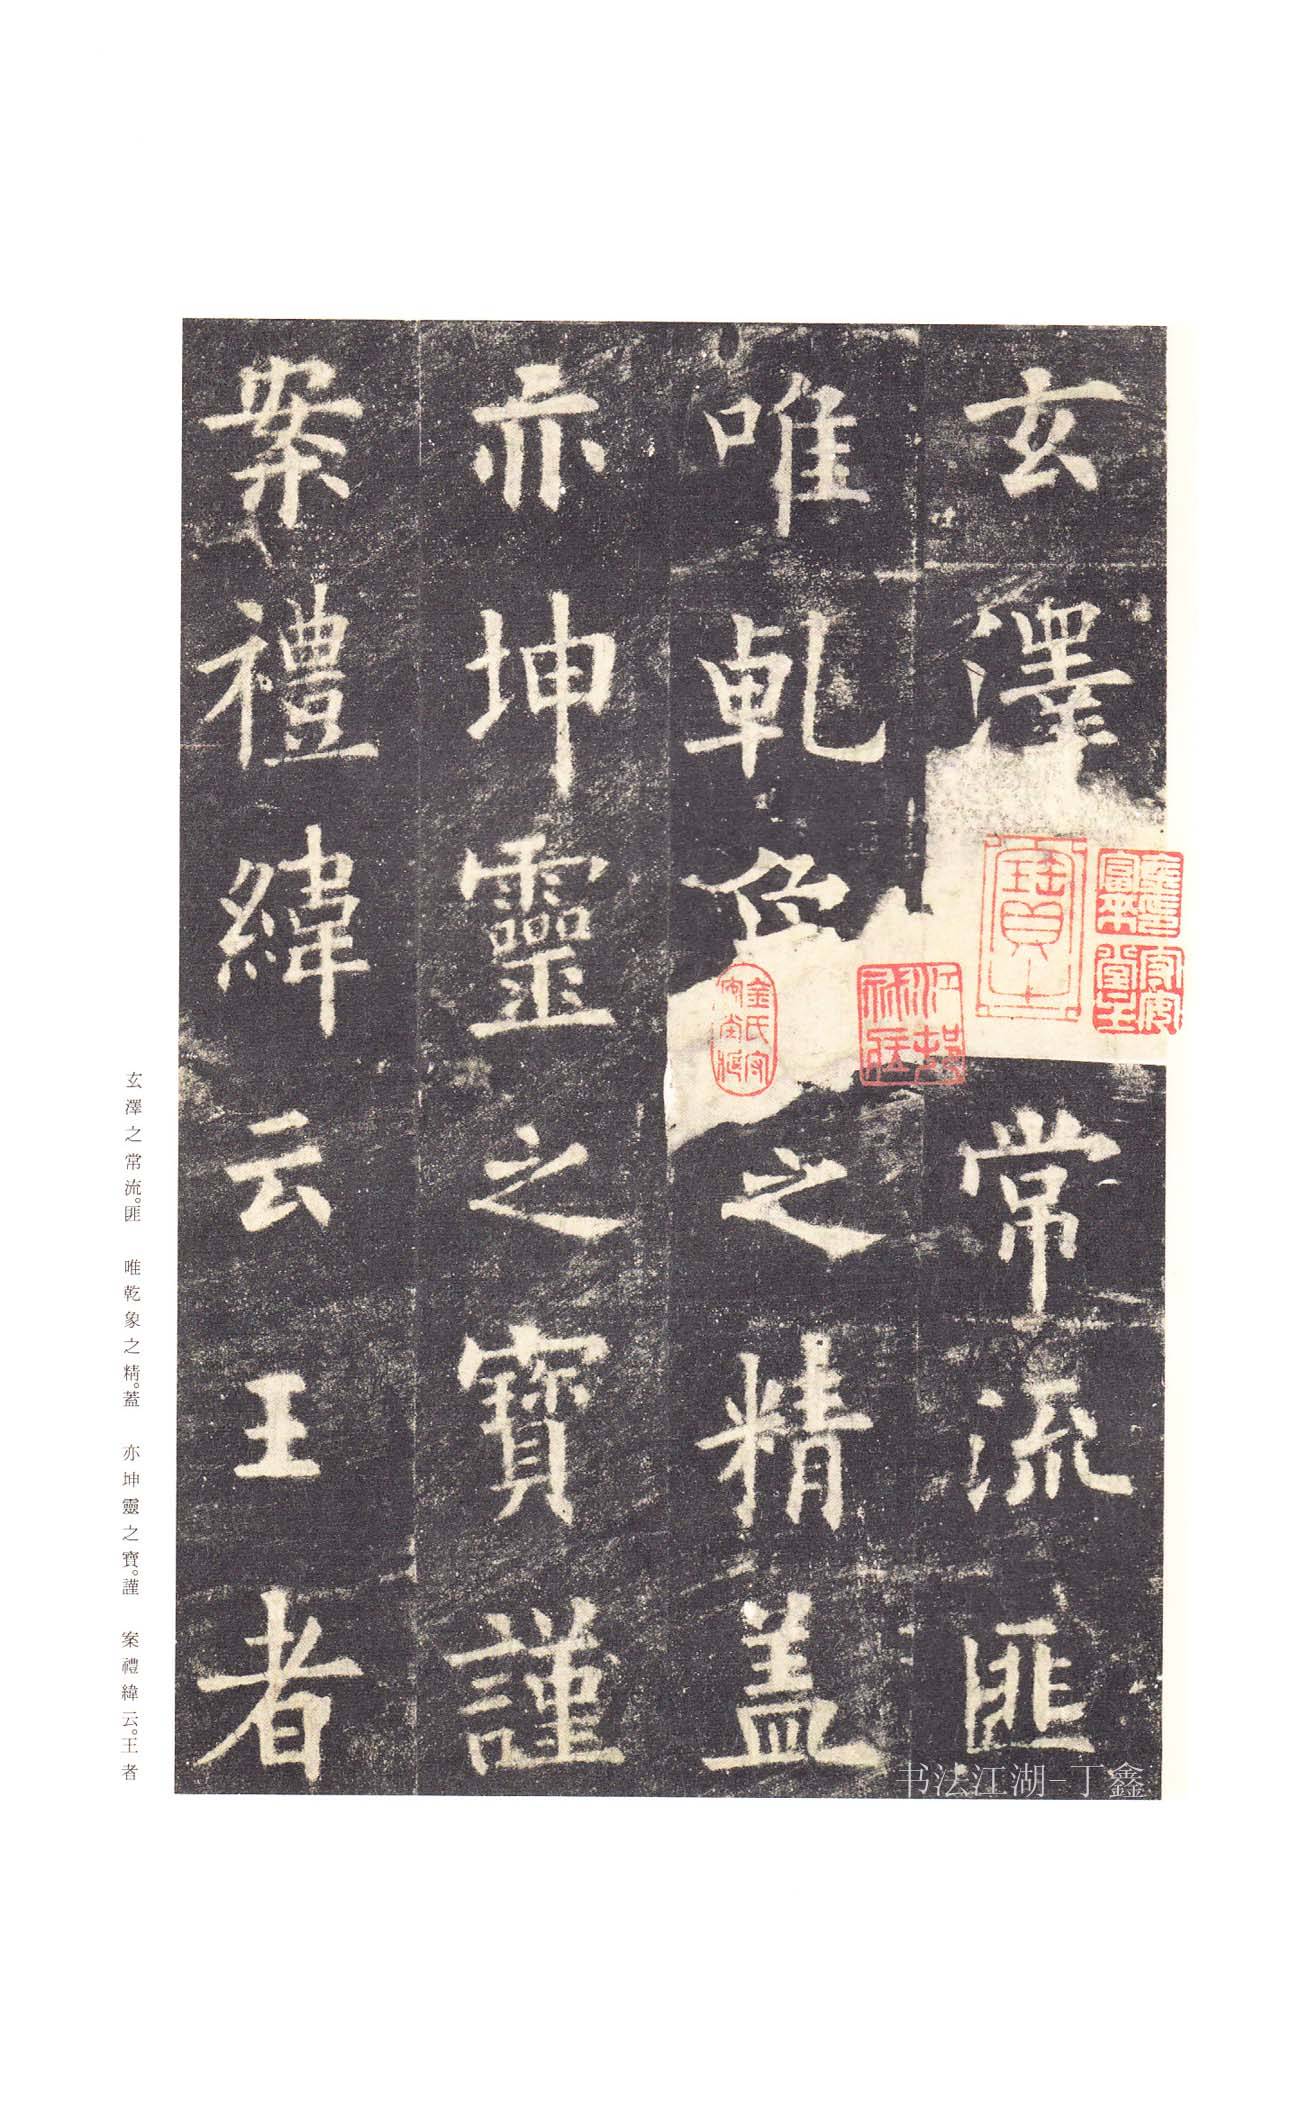 玄澤常流匪
唯乹象之精盖
亦坤靈之寶謹
案禮緯云王者
玄澤之常流。匪 唯乾象之精。蓋 亦坤靈之寶。謹 案禮緯云。王者
书法江湖-丁鑫